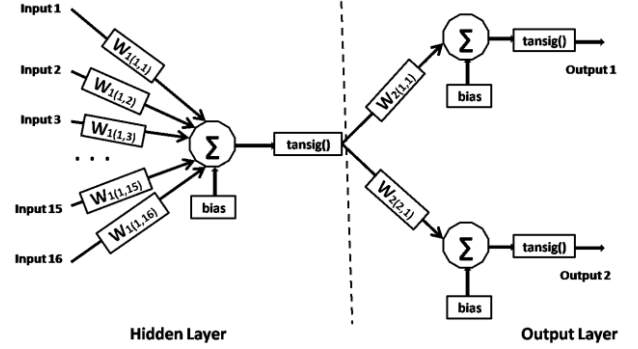 Input 1
W1(1,1)
Input 2
W1(1,2)
Input 3
W1(1,3)
. . .
Input 15
W1(1,15)
Input 16
W1(1,16)
Σ
bias
tansig()
W2(1,1)
Σ
tansig()
Output 1
bias
W2(2,1)
Σ
tansig()
Output 2
bias
Hidden Layer
Output Layer